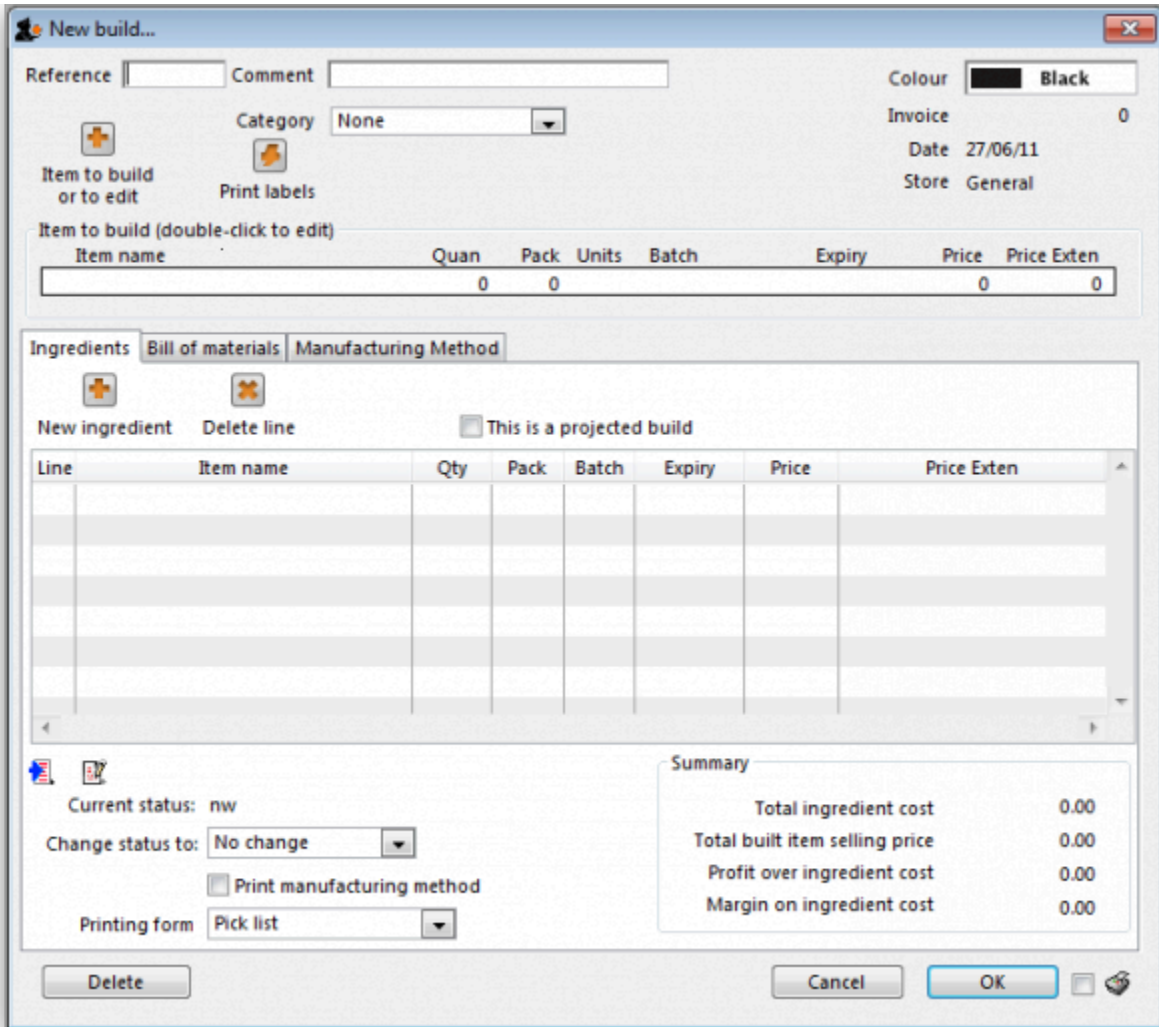 New build...
Reference Comment Colour Black
Category None Invoice 0
Date 27/06/11
Item to build
or to edit
Print labels
Store General
Item to build (double-click to edit)
Item name Quan Pack Units Batch Expiry Price Price Exten
0 0 0 0
Ingredients Bill of materials Manufacturing Method
New ingredient Delete line This is a projected build
Line Item name Qty Pack Batch Expiry Price Price Exten
Summary
Current status: nw
Total ingredient cost 0.00
Change status to: No change
Total built item selling price 0.00
Profit over ingredient cost 0.00
Print manufacturing method
Margin on ingredient cost 0.00
Printing form Pick list
Delete Cancel OK